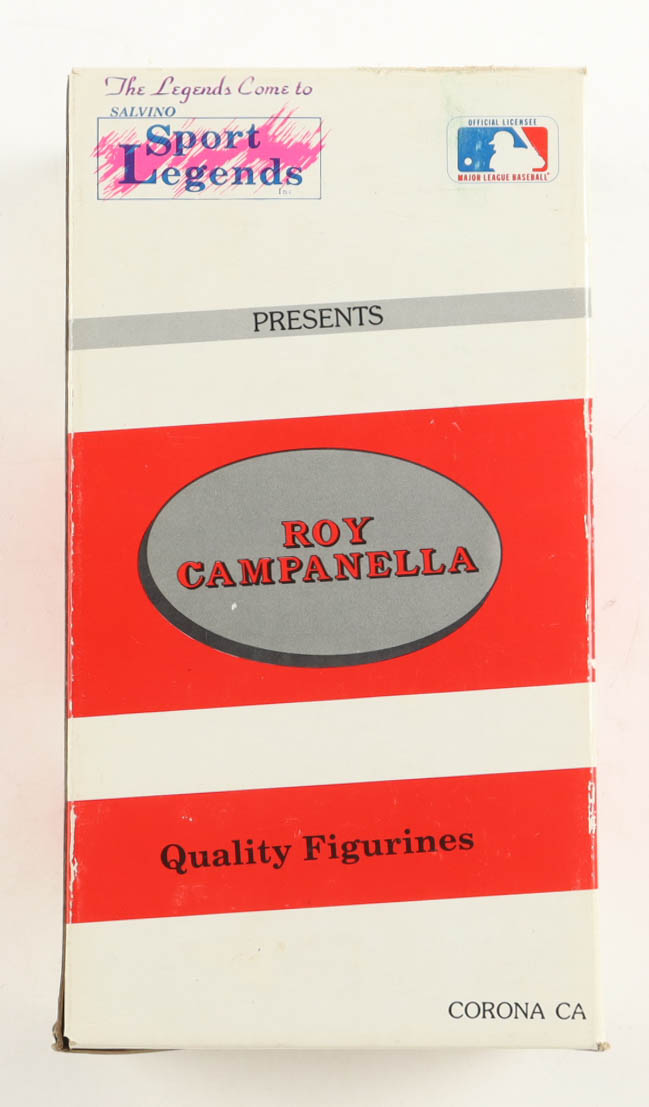 The Legends Come to
SALVINO
Sport
Legends
Inc.
OFFICIAL LICENSEE
MAJOR LEAGUE BASEBALL
PRESENTS
ROY
CAMPANELLA
Quality Figurines
CORONA CA